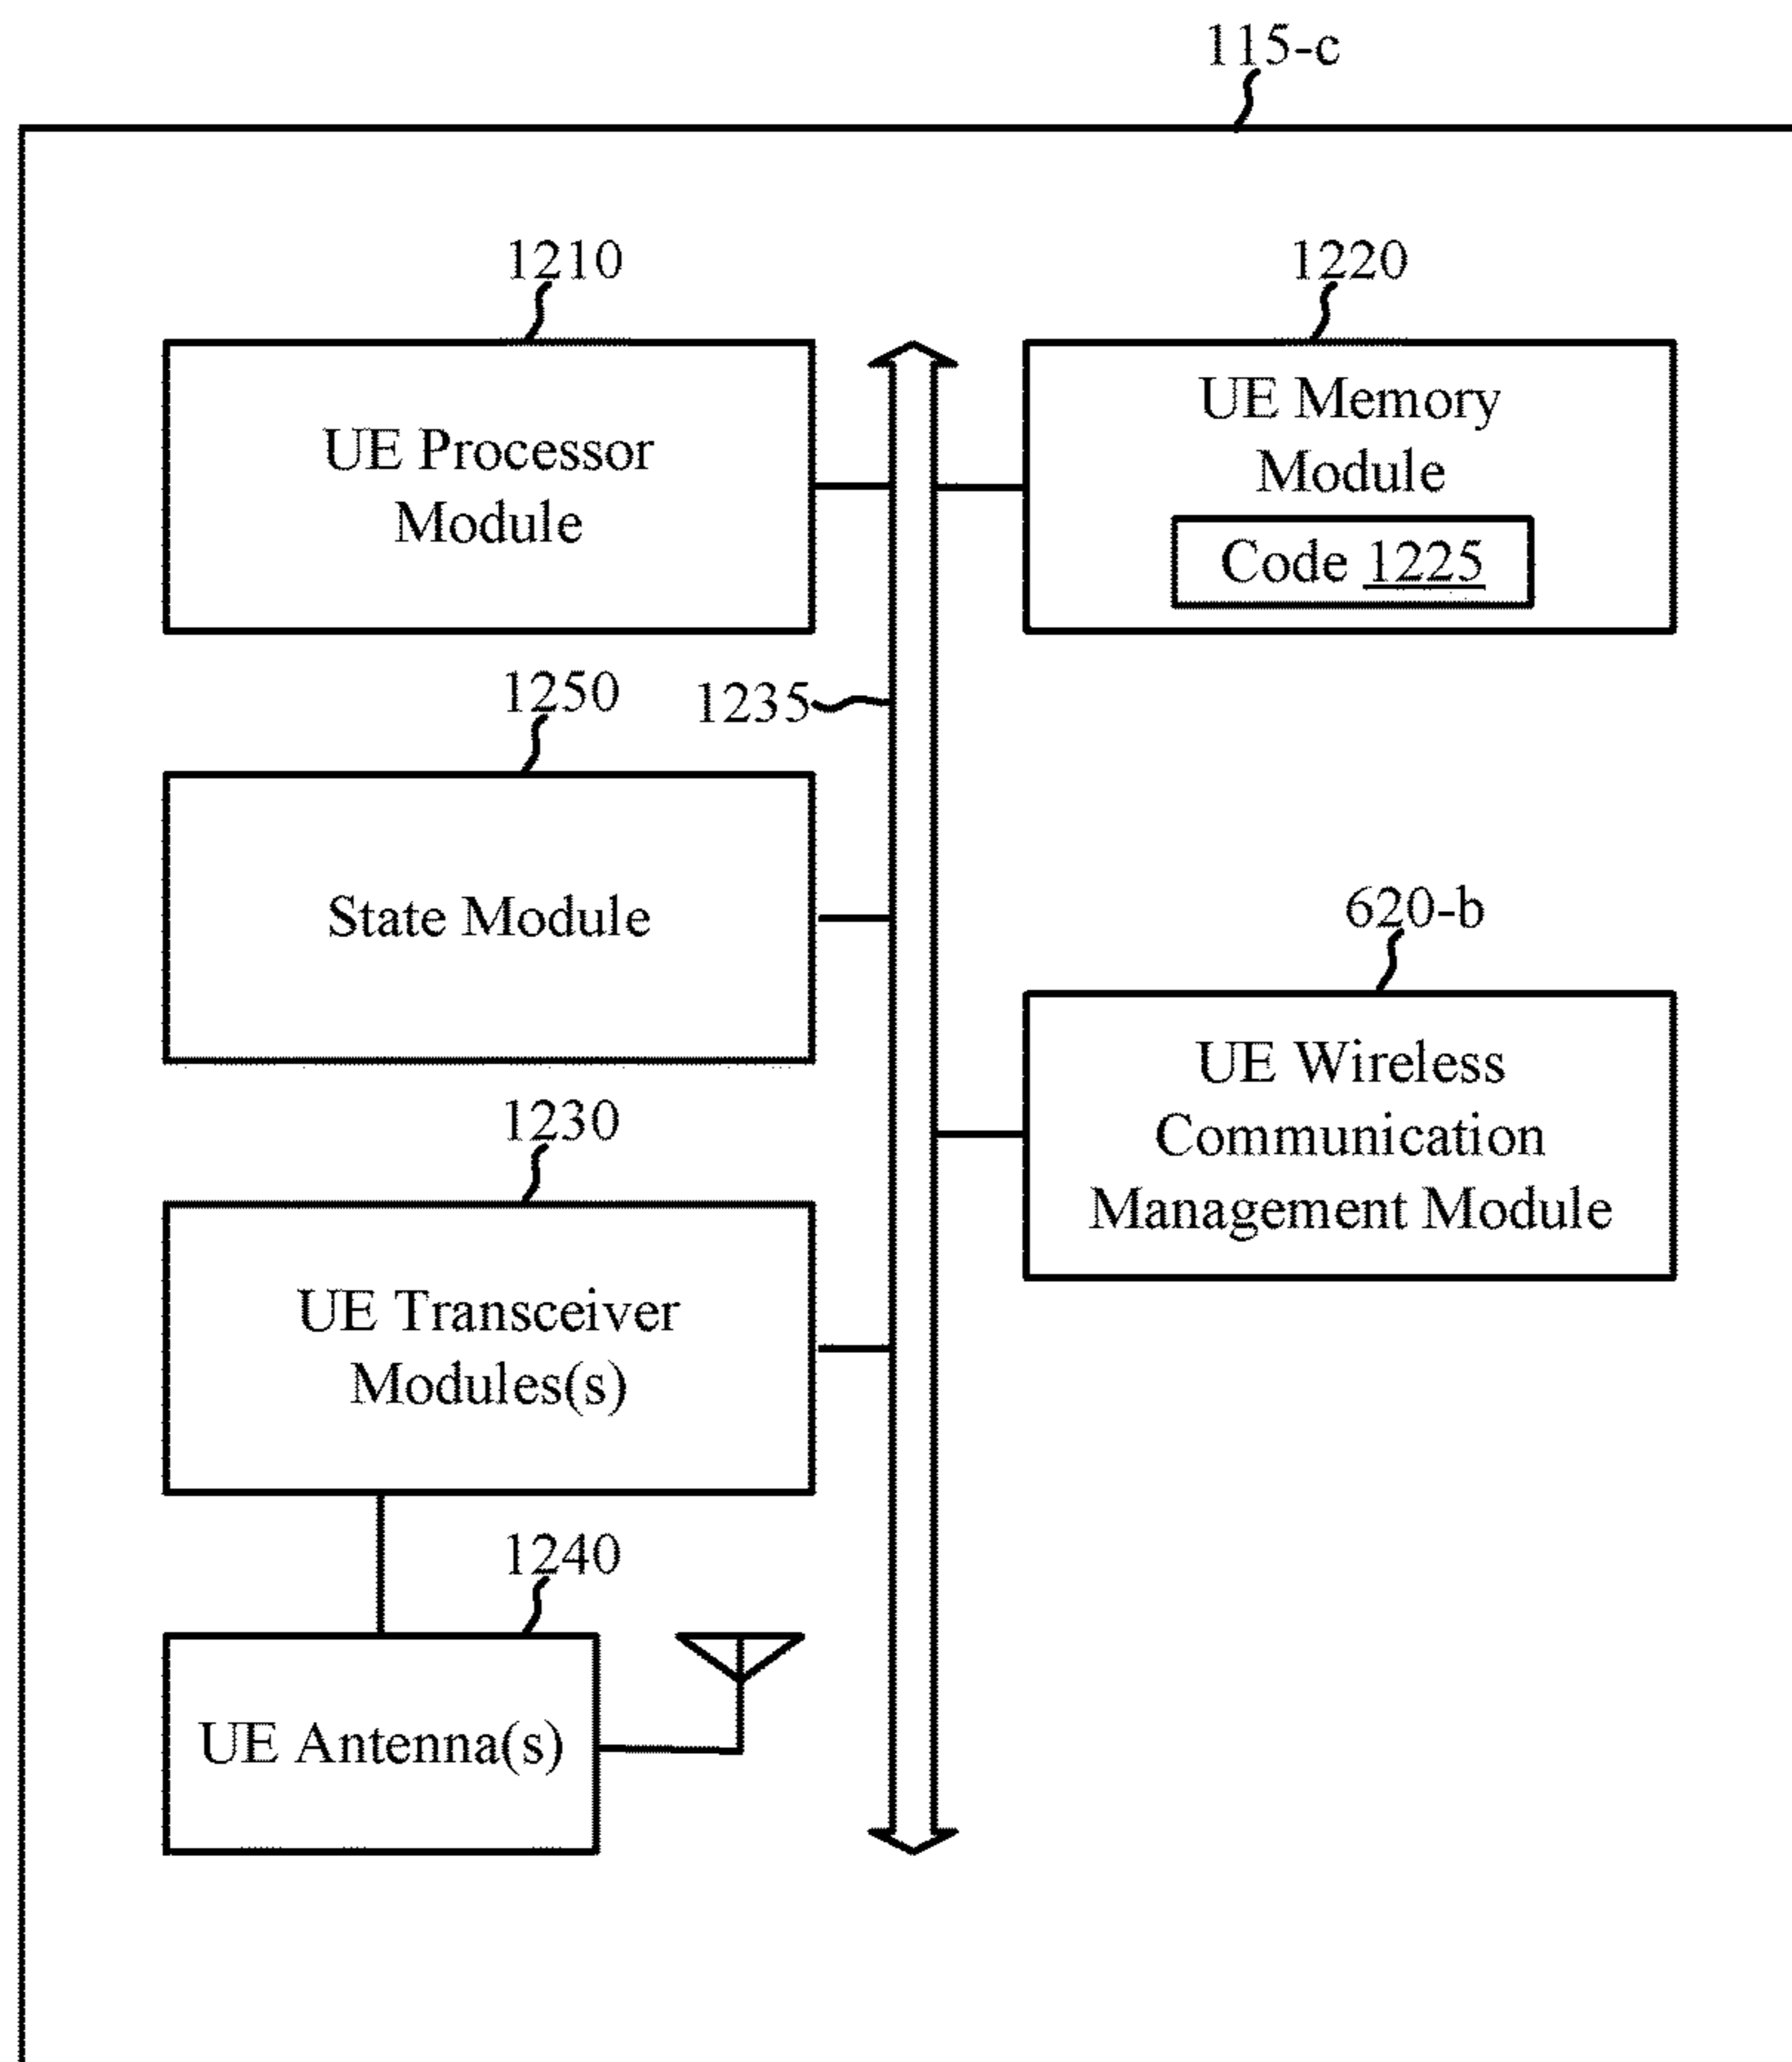 115-c
1210
1220
UE Processor
Module
UE Memory
Module
Code 1225
1250
1235
State Module
620-b
UE Wireless
Communication
Management Module
1230
UE Transceiver
Modules(s)
1240
UE Antenna(s)